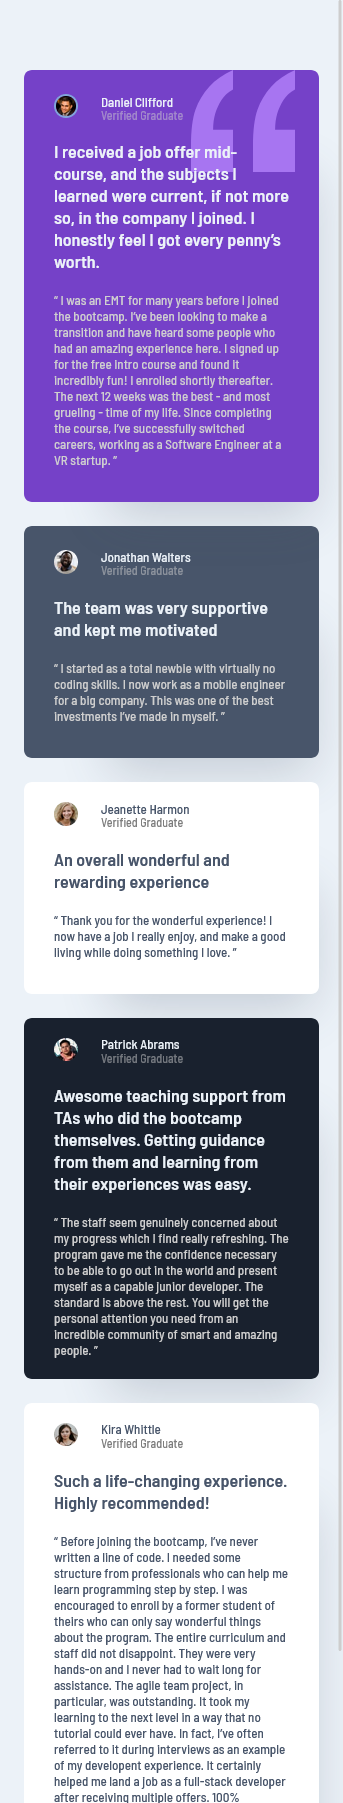 Daniel Clifford
Verified Graduate
I received a job offer mid-
course, and the subjects I
learned were current, if not more
so, in the company I joined. I
honestly feel I got every penny’s
worth.
“ I was an EMT for many years before I joined
the bootcamp. I’ve been looking to make a
transition and have heard some people who
had an amazing experience here. I signed up
for the free intro course and found it
incredibly fun! I enrolled shortly thereafter.
The next 12 weeks was the best - and most
grueling - time of my life. Since completing
the course, I’ve successfully switched
careers, working as a Software Engineer at a
VR startup. ”
Jonathan Walters
Verified Graduate
The team was very supportive
and kept me motivated
“ I started as a total newbie with virtually no
coding skills. I now work as a mobile engineer
for a big company. This was one of the best
investments I’ve made in myself. ”
Jeanette Harmon
Verified Graduate
An overall wonderful and
rewarding experience
“ Thank you for the wonderful experience! I
now have a job I really enjoy, and make a good
living while doing something I love. ”
Patrick Abrams
Verified Graduate
Awesome teaching support from
TAs who did the bootcamp
themselves. Getting guidance
from them and learning from
their experiences was easy.
“ The staff seem genuinely concerned about
my progress which I find really refreshing. The
program gave me the confidence necessary
to be able to go out in the world and present
myself as a capable junior developer. The
standard is above the rest. You will get the
personal attention you need from an
incredible community of smart and amazing
people. ”
Kira Whittle
Verified Graduate
Such a life-changing experience.
Highly recommended!
“ Before joining the bootcamp, I’ve never
written a line of code. I needed some
structure from professionals who can help me
learn programming step by step. I was
encouraged to enroll by a former student of
theirs who can only say wonderful things
about the program. The entire curriculum and
staff did not disappoint. They were very
hands-on and I never had to wait long for
assistance. The agile team project, in
particular, was outstanding. It took my
learning to the next level in a way that no
tutorial could ever have. In fact, I’ve often
referred to it during interviews as an example
of my developent experience. It certainly
helped me land a job as a full-stack developer
after receiving multiple offers. 100%